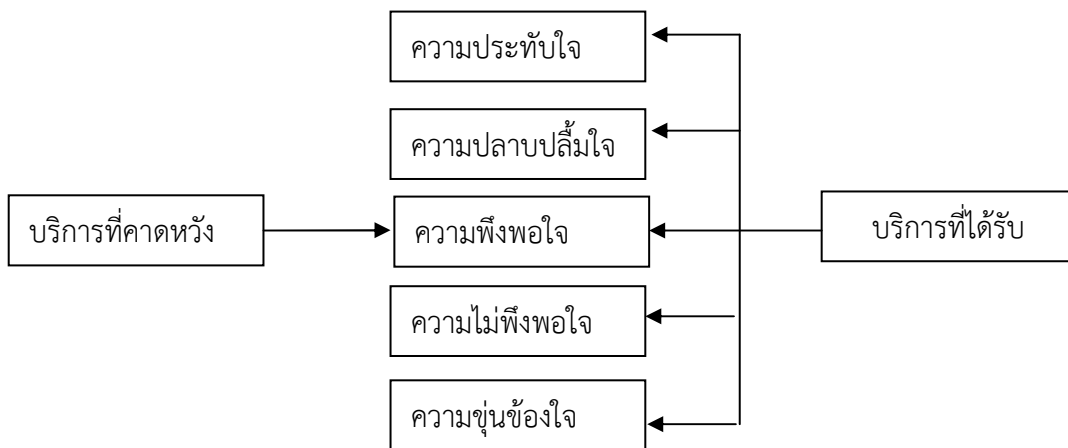 ความประทับใจ
ความปลาบปลื้มใจ
บริการที่คาดหวัง
ความพึงพอใจ
บริการที่ได้รับ
ความไม่พึงพอใจ
ความขุ่นข้องใจ